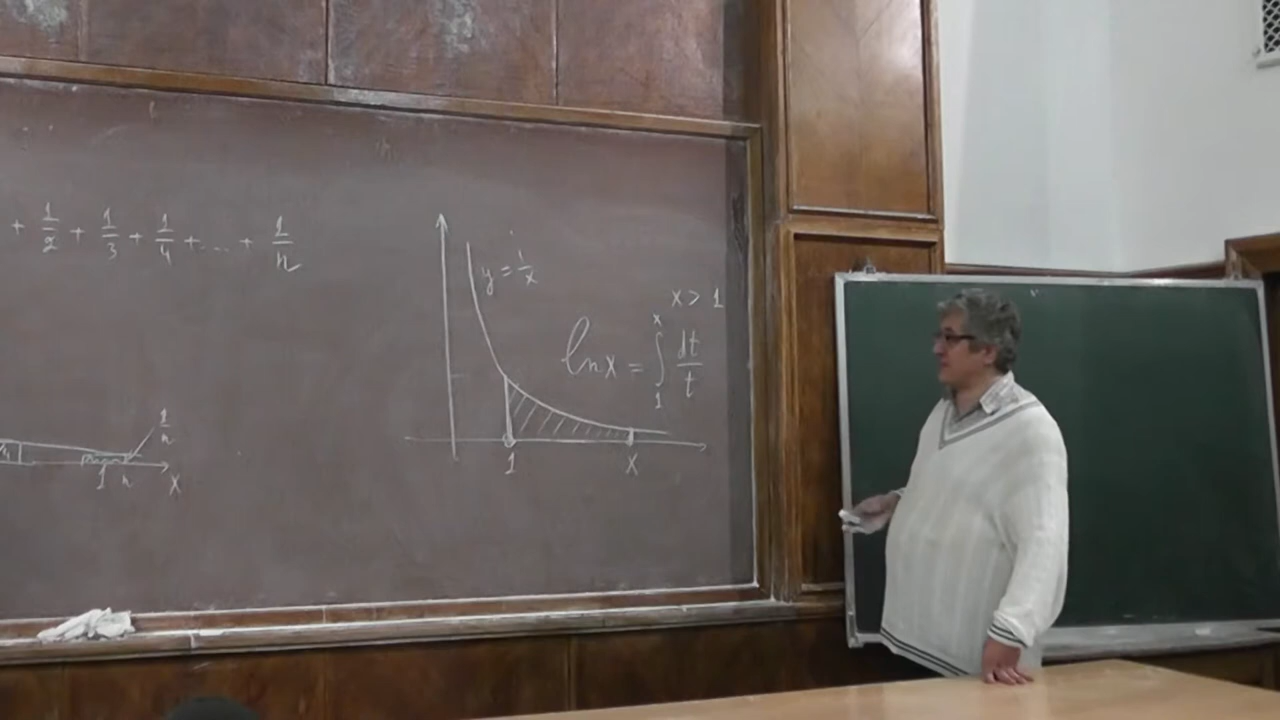 + 1/2 + 1/3 + 1/4 + ... + 1/n
y = 1/x
x > 1
ln x = ∫₁ˣ dt/t
1 x
1/n
1 n x